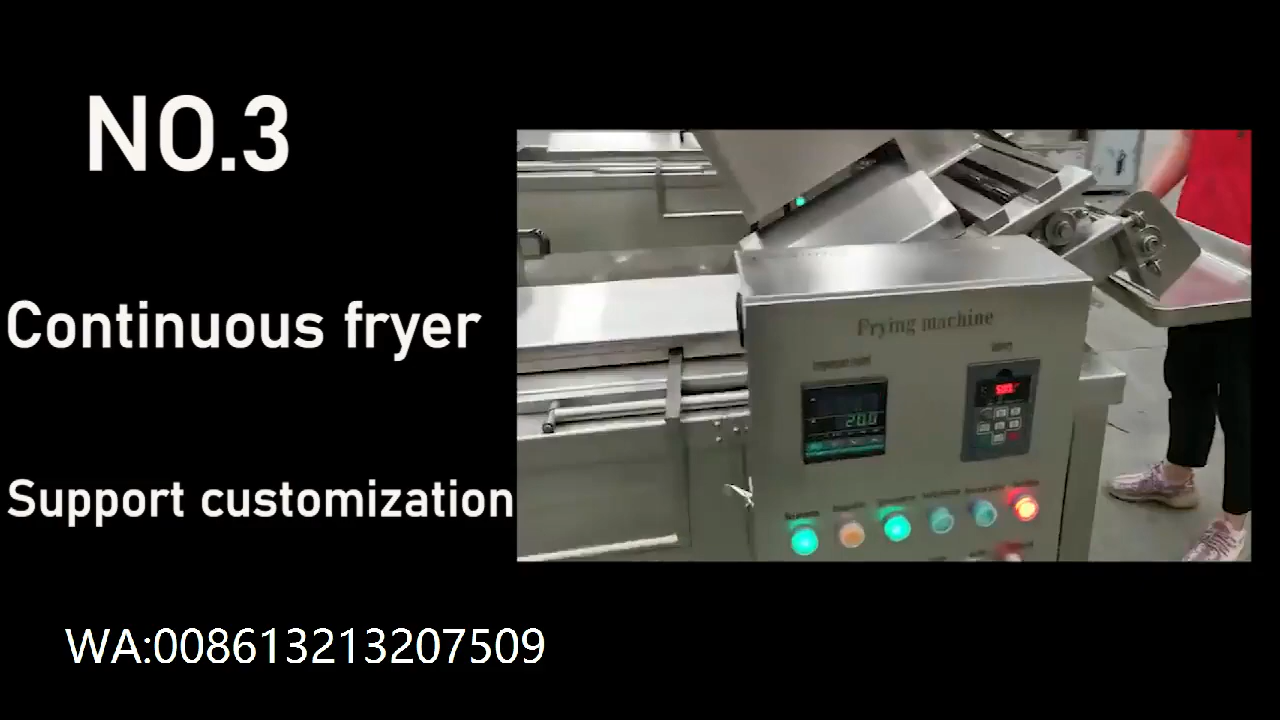 NO.3
Continuous fryer
Support customization
WA:008613213207509
Frying machine
20.0